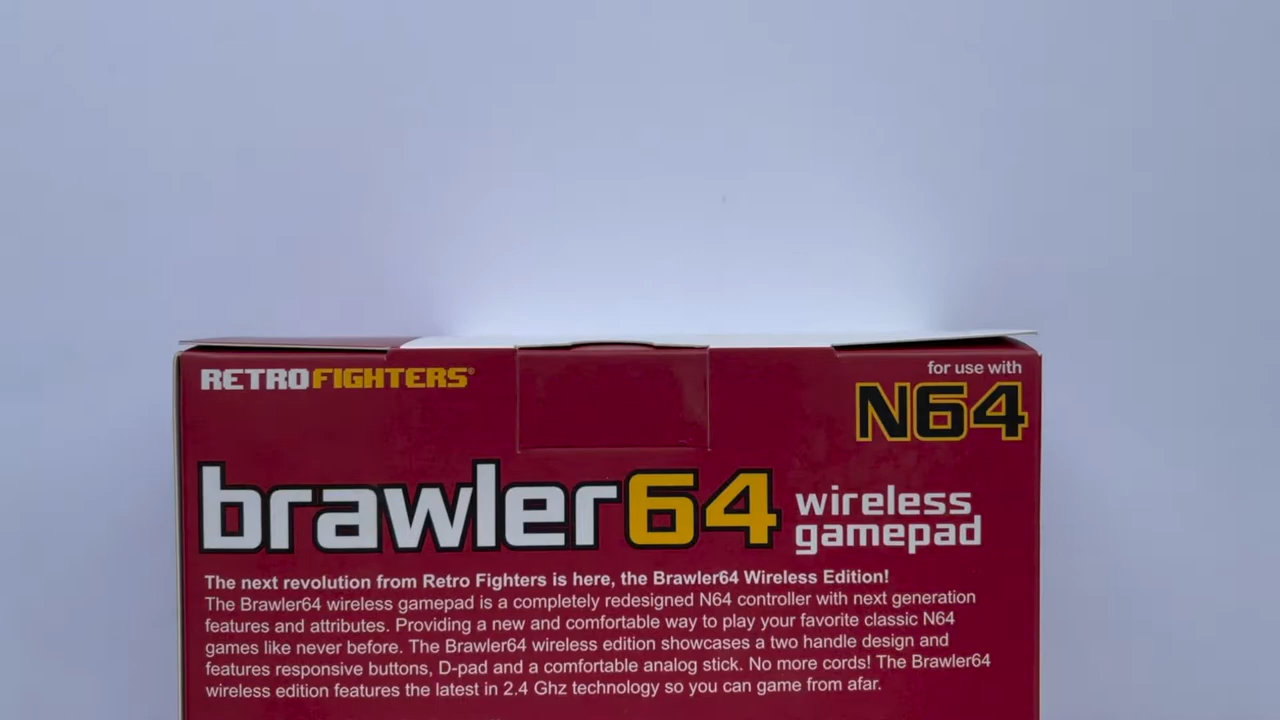 RETROFIGHTERS®
for use with
N64
brawler64 wireless gamepad
The next revolution from Retro Fighters is here, the Brawler64 Wireless Edition!
The Brawler64 wireless gamepad is a completely redesigned N64 controller with next generation
features and attributes. Providing a new and comfortable way to play your favorite classic N64
games like never before. The Brawler64 wireless edition showcases a two handle design and
features responsive buttons, D-pad and a comfortable analog stick. No more cords! The Brawler64
wireless edition features the latest in 2.4 Ghz technology so you can game from afar.